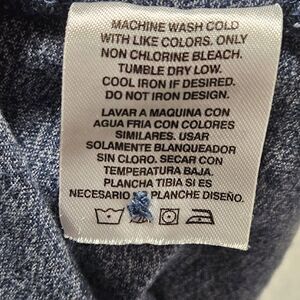 MACHINE WASH COLD
WITH LIKE COLORS. ONLY
NON CHLORINE BLEACH.
TUMBLE DRY LOW.
COOL IRON IF DESIRED.
DO NOT IRON DESIGN.
LAVAR A MAQUINA CON
AGUA FRIA CON COLORES
SIMILARES. USAR
SOLAMENTE BLANQUEADOR
SIN CLORO. SECAR CON
TEMPERATURA BAJA.
PLANCHA TIBIA SI ES
NECESARIO PLANCHE DISEÑO.